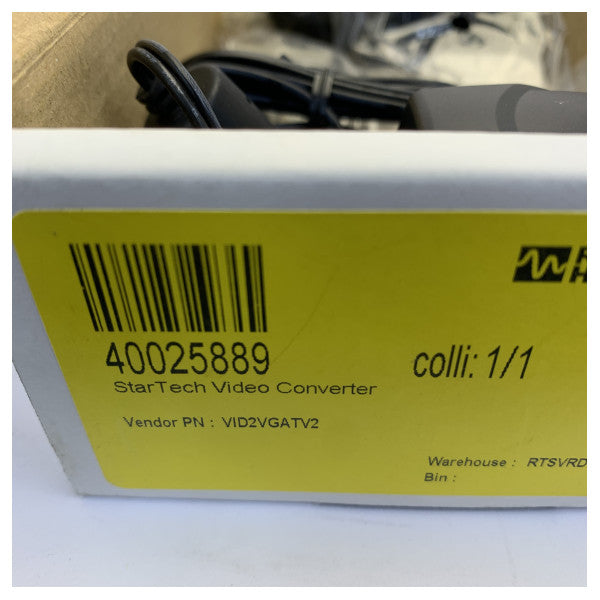 40025889
StarTech Video Converter
colli: 1/1
Vendor PN : VID2VGATV2
Warehouse : RTSVRD
Bin :